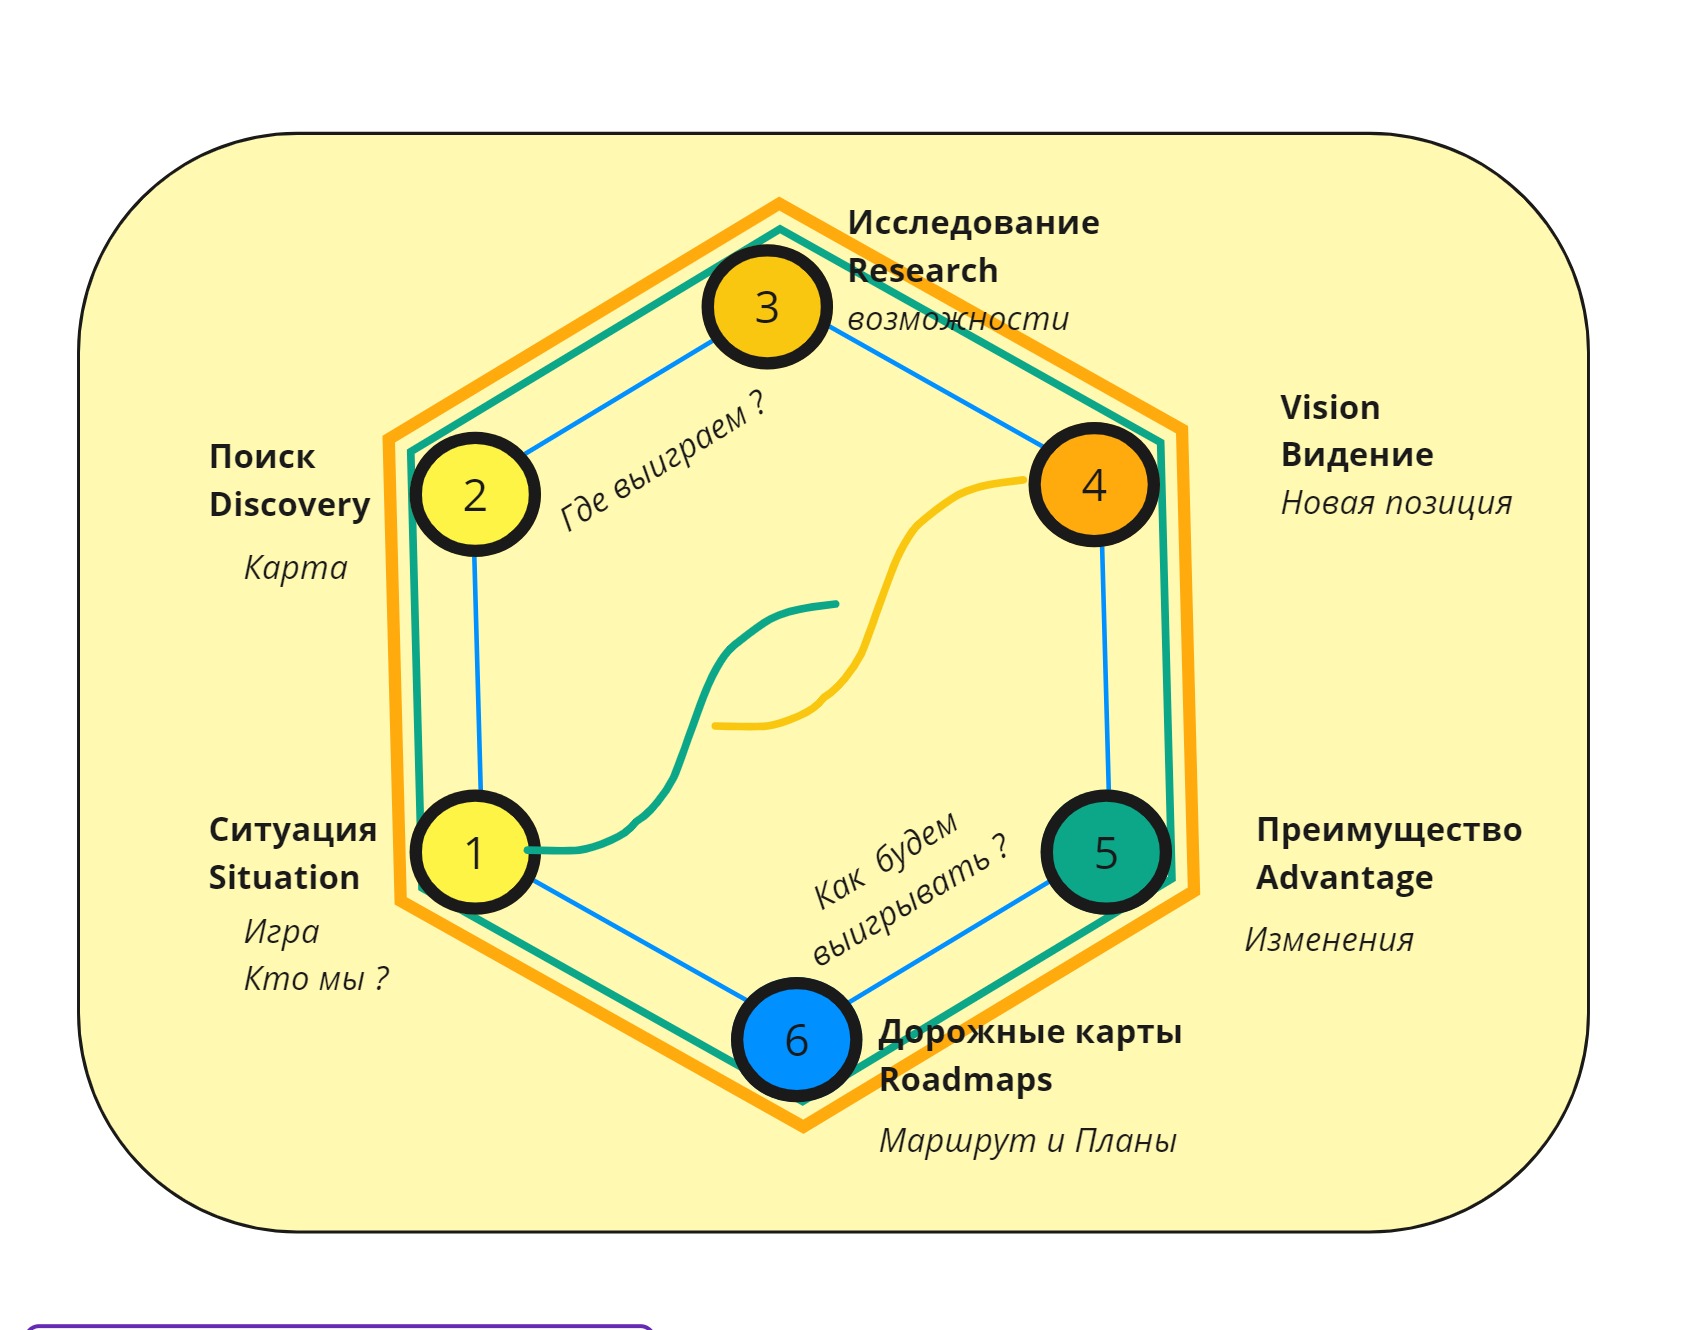 Исследование
Research
возможности
3
Vision
Видение
Новая позиция
4
Где выиграем ?
Поиск
Discovery
Карта
2
Ситуация
Situation
Игра
Кто мы ?
1
Как будем
выигрывать ?
5
Преимущество
Advantage
Изменения
6
Дорожные карты
Roadmaps
Маршрут и Планы